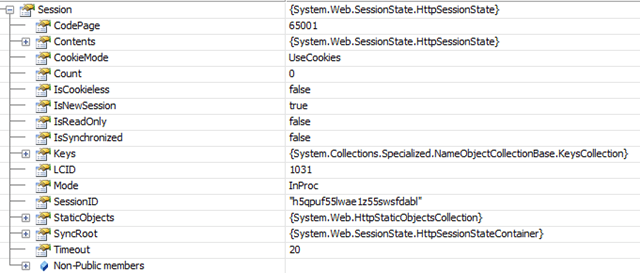 Session {System.Web.SessionState.HttpSessionState}
CodePage 65001
Contents {System.Web.SessionState.HttpSessionState}
CookieMode UseCookies
Count 0
IsCookieless false
IsNewSession true
IsReadOnly false
IsSynchronized false
Keys {System.Collections.Specialized.NameObjectCollectionBase.KeysCollection}
LCID 1031
Mode InProc
SessionID "h5qpuf55lwae1z55swsfdabl"
StaticObjects {System.Web.HttpStaticObjectsCollection}
SyncRoot {System.Web.SessionState.HttpSessionStateContainer}
Timeout 20
Non-Public members